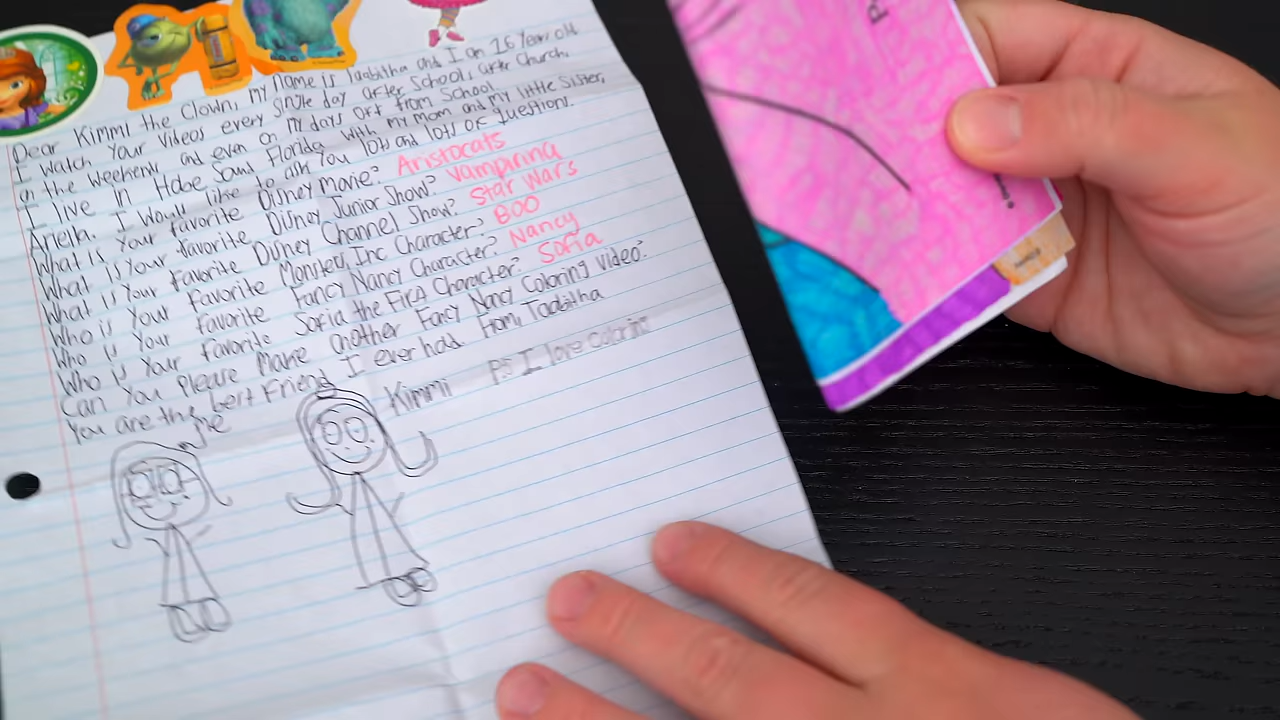 Dear Kimmi the Clown, my name is Taabitha and I am 16 year old
I watch your videos every single day after School, after church,
on the weekend, and even on my days off from School.
I live in Hobe Sound Florida with my mom and my little Sister,
Ariella. I would like to ask you lots and lots of questions.
What is your favorite Disney Movie? Aristocats
What is your favorite Disney Junior Show? Vampirina
What is your favorite Disney Channel Show? Star Wars
Who is your favorite Monsters Inc Character? BOO
Who is your favorite Fancy Nancy Character? Nancy
Who is your favorite Sofia the First Character? Sofia
Can you please make another Fancy Nancy Coloring video?
You are the best Friend I ever had. From, Taabitha
Me
Kimmi
PS I love coloring